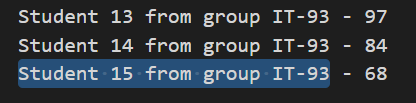 Student 13 from group IT-93 - 97
Student 14 from group IT-93 - 84
Student 15 from group IT-93 - 68